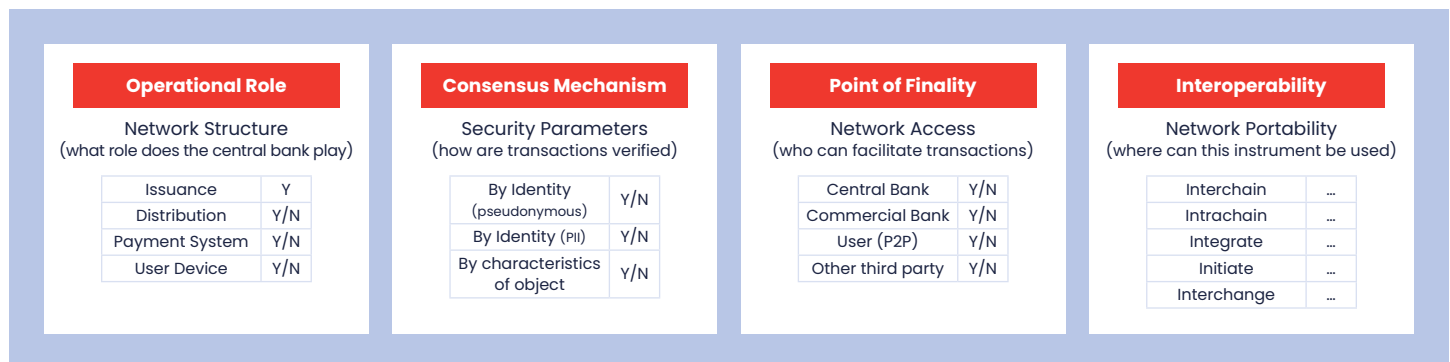 Operational Role
Network Structure
(what role does the central bank play)
Issuance Y
Distribution Y/N
Payment System Y/N
User Device Y/N
Consensus Mechanism
Security Parameters
(how are transactions verified)
By Identity
(pseudonymous) Y/N
By Identity (PII) Y/N
By characteristics
of object Y/N
Point of Finality
Network Access
(who can facilitate transactions)
Central Bank Y/N
Commercial Bank Y/N
User (P2P) Y/N
Other third party Y/N
Interoperability
Network Portability
(where can this instrument be used)
Interchain ...
Intrachain ...
Integrate ...
Initiate ...
Interchange ...